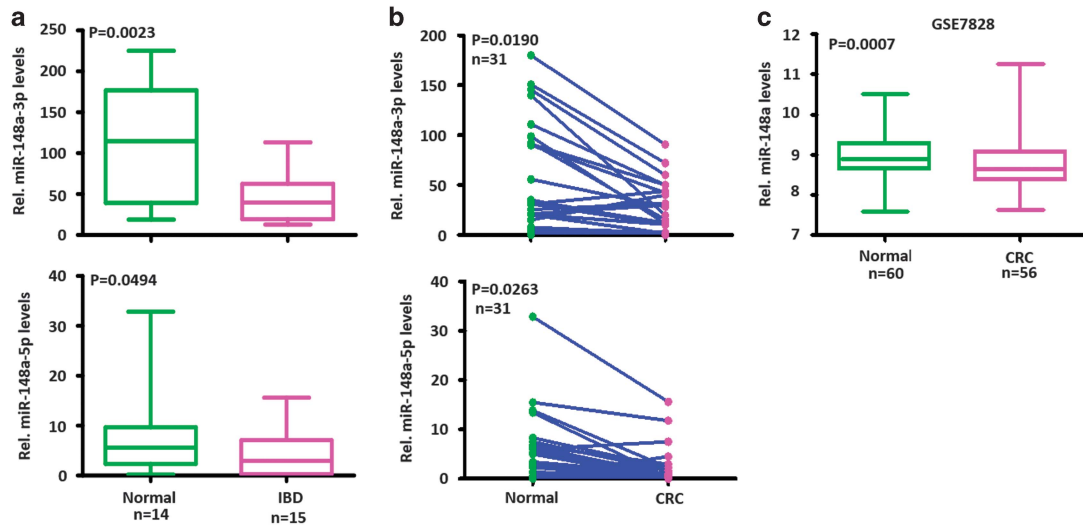 a
P=0.0023
Rel. miR-148a-3p levels
250
200
150
100
50
0
P=0.0494
Rel. miR-148a-5p levels
40
30
20
10
0
Normal
n=14
IBD
n=15
b
P=0.0190
n=31
Rel. miR-148a-3p levels
200
150
100
50
0
P=0.0263
n=31
Rel. miR-148a-5p levels
40
30
20
10
0
Normal
CRC
c
GSE7828
P=0.0007
Rel. miR-148a levels
12
11
10
9
8
7
Normal
n=60
CRC
n=56